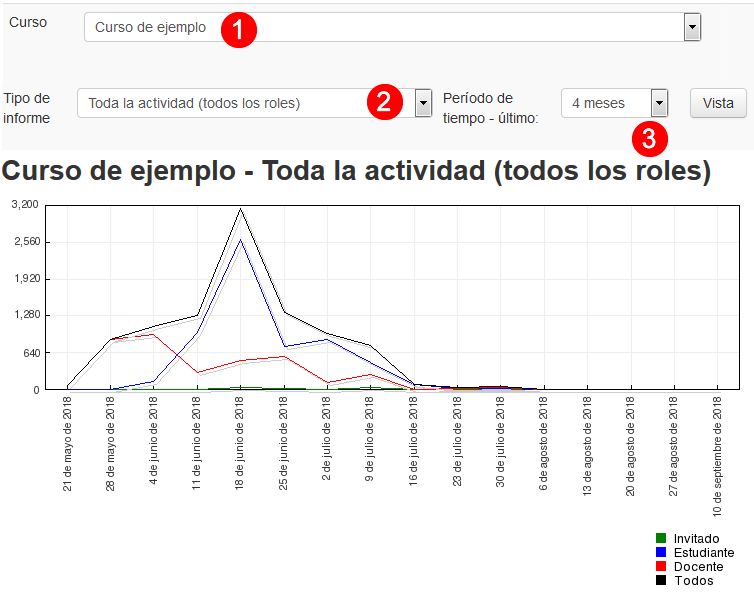 Curso
Curso de ejemplo
1
Tipo de informe
Toda la actividad (todos los roles)
2
Período de tiempo - último:
4 meses
3
Vista
Curso de ejemplo - Toda la actividad (todos los roles)
3,200
2,560
1,920
1,280
640
0
21 de mayo de 2018
28 de mayo de 2018
4 de junio de 2018
11 de junio de 2018
18 de junio de 2018
25 de junio de 2018
2 de julio de 2018
9 de julio de 2018
16 de julio de 2018
23 de julio de 2018
30 de julio de 2018
6 de agosto de 2018
13 de agosto de 2018
20 de agosto de 2018
27 de agosto de 2018
10 de septiembre de 2018
Invitado
Estudiante
Docente
Todos